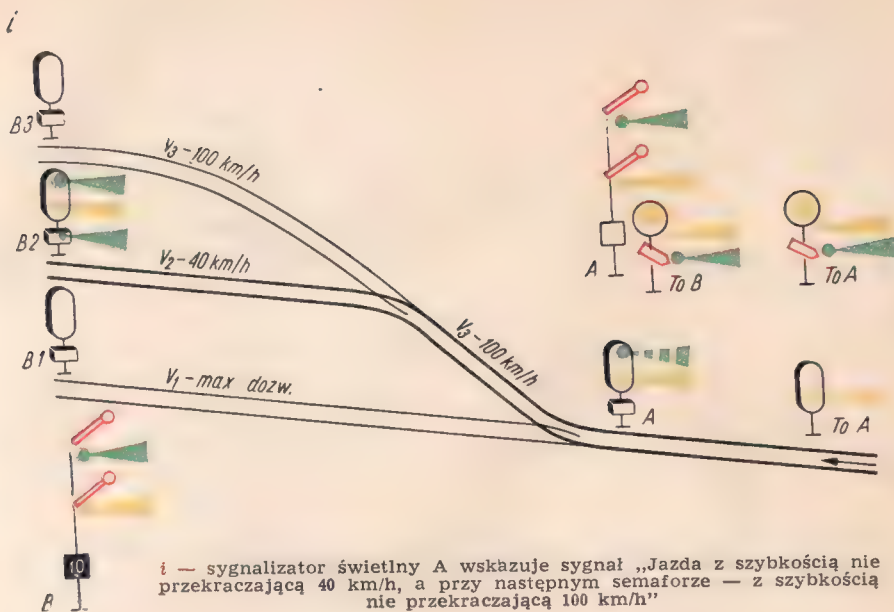 i
B3
V₃-100 km/h
B2
V₂-40 km/h
B1
V₁-max dozw.
V₃-100 km/h
A
To B
To A
A
To A
10
B
i — sygnalizator świetlny A wskazuje sygnał „Jazda z szybkością nie
przekraczającą 40 km/h, a przy następnym semaforze — z szybkością
nie przekraczającą 100 km/h”